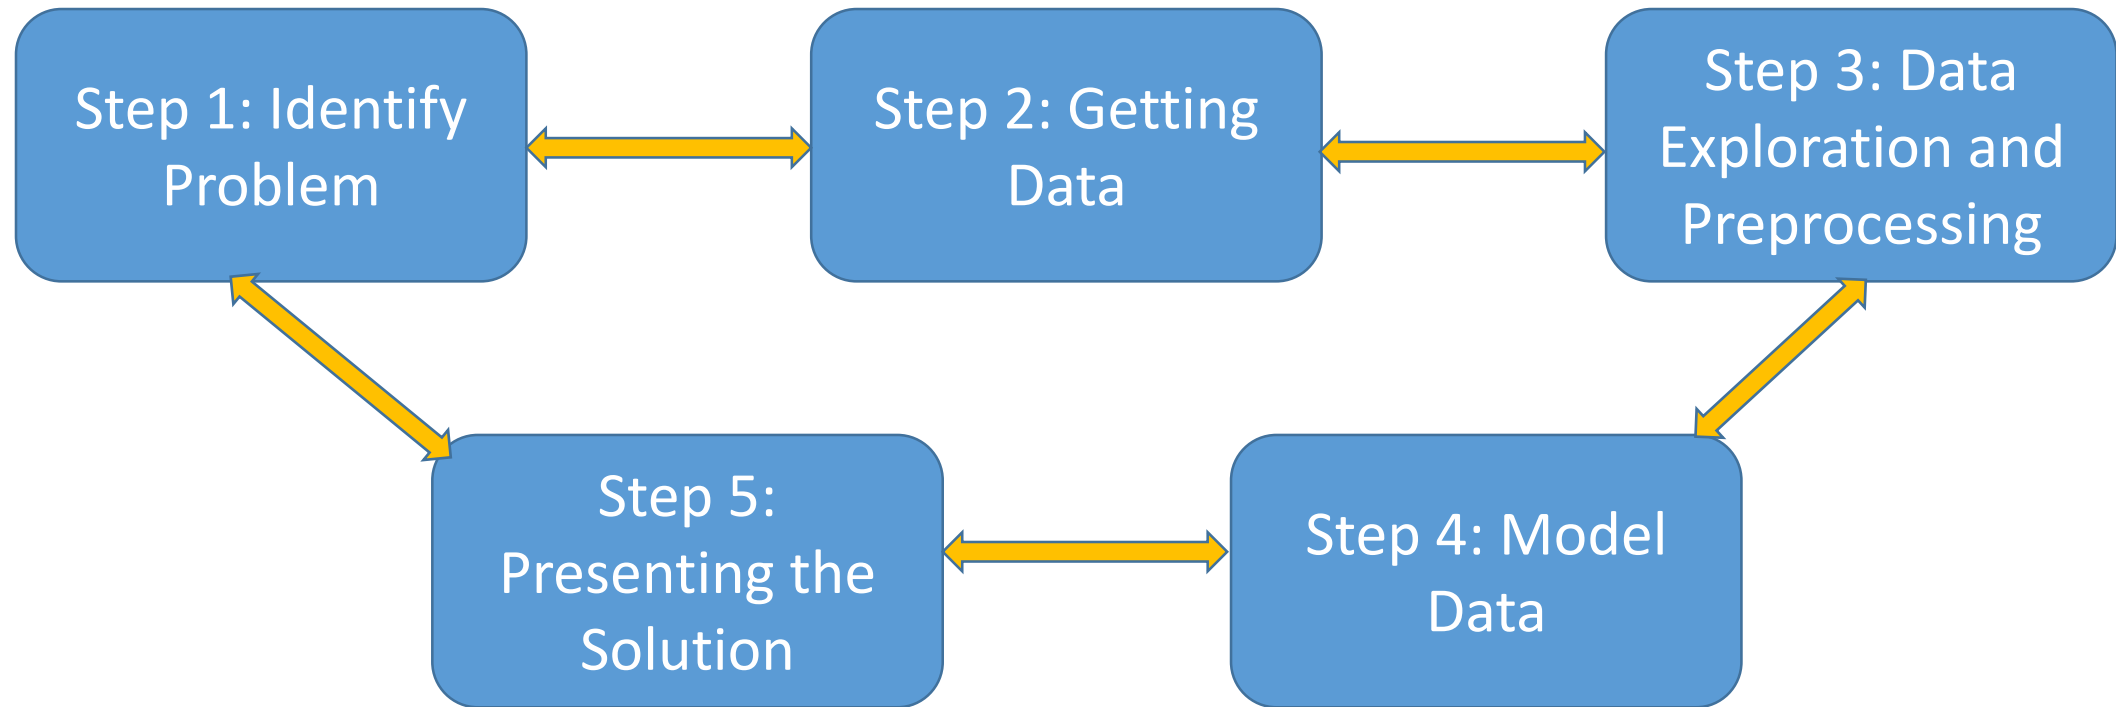 Step 1: Identify
Problem
Step 2: Getting
Data
Step 3: Data
Exploration and
Preprocessing
Step 4: Model
Data
Step 5:
Presenting the
Solution